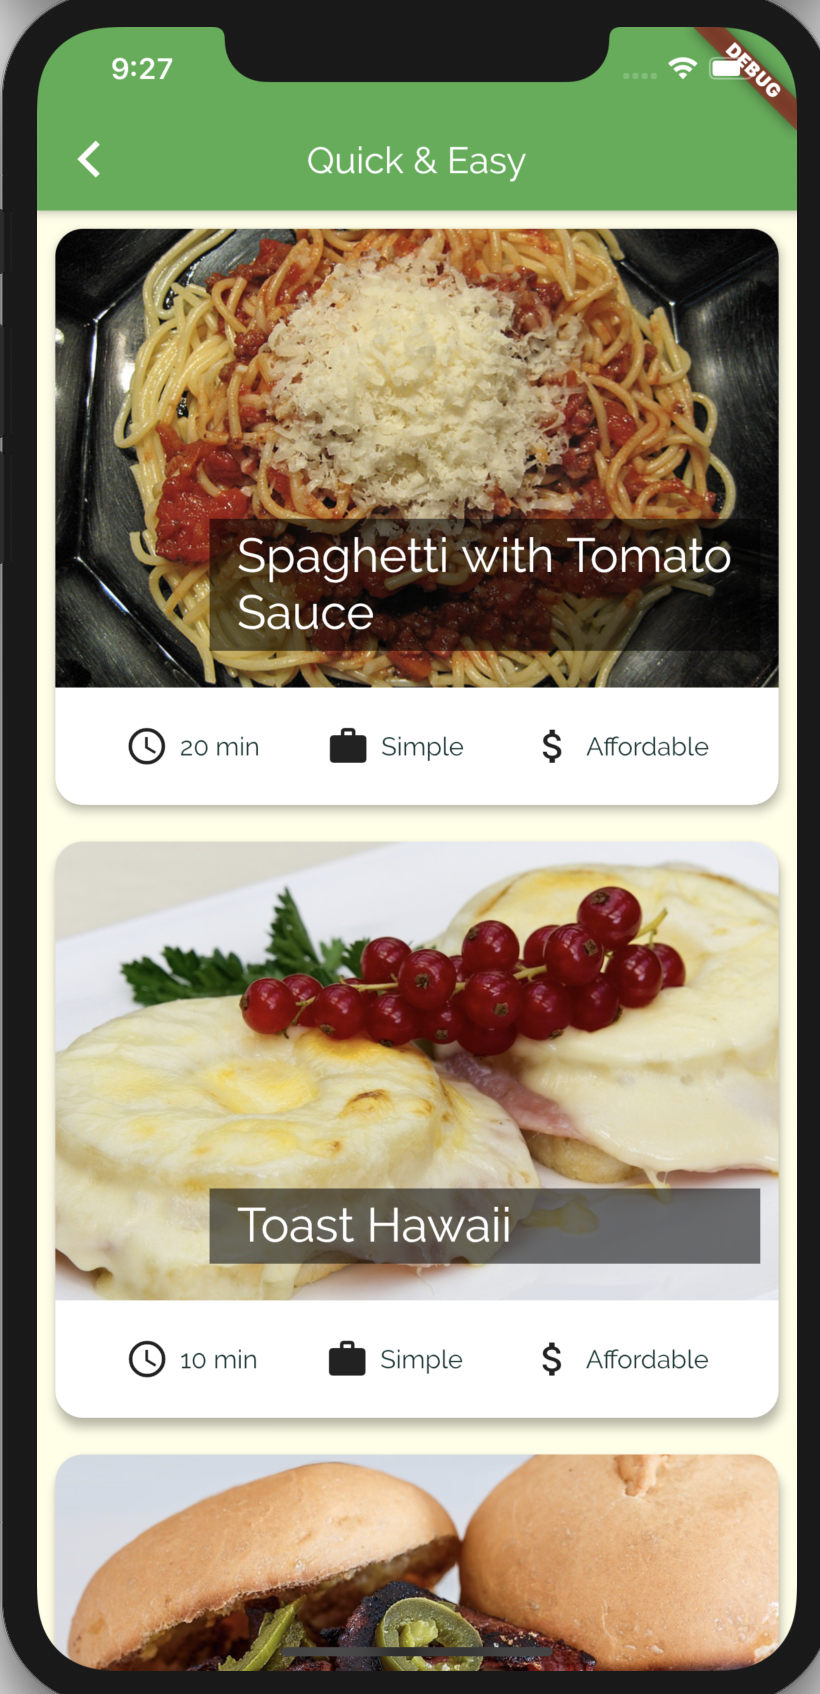 9:27
DEBUG
Quick & Easy
Spaghetti with Tomato
Sauce
20 min
Simple
$
Affordable
Toast Hawaii
10 min
Simple
$
Affordable